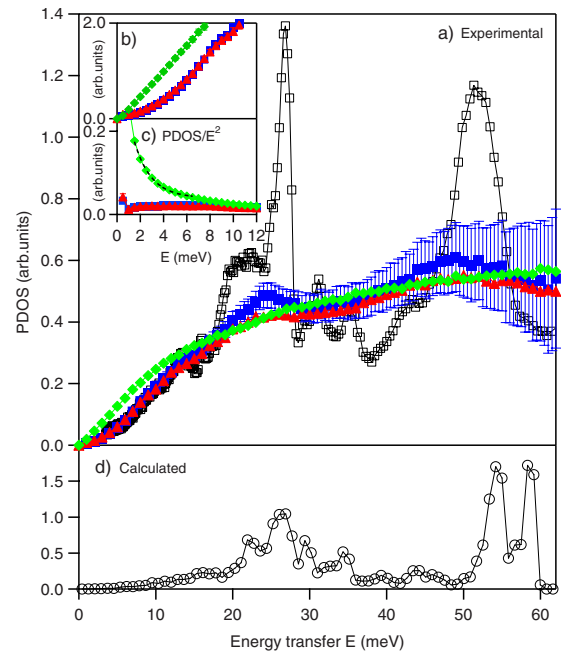 1.4
1.2
1.0
0.8
0.6
0.4
0.2
0.0
PDOS (arb.units)
a) Experimental
b)
2.0
0.0
(arb.units)
c) PDOS/E²
0.2
0.0
(arb.units)
0 2 4 6 8 10 12
E (meV)
d) Calculated
1.5
1.0
0.5
0.0
0 10 20 30 40 50 60
Energy transfer E (meV)